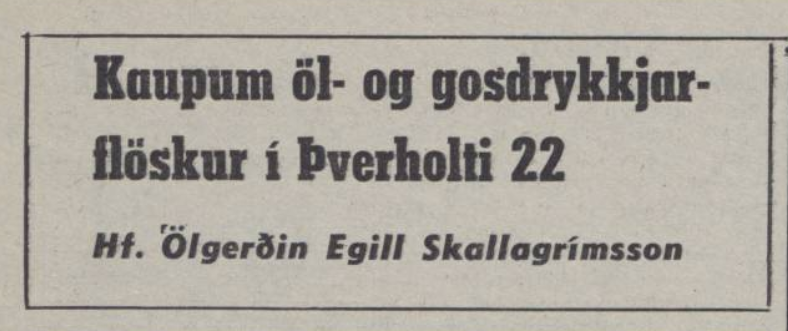 Kaupum öl- og gosdrykkjar-
flöskur í Þverholti 22
Hf. Ölgerðin Egill Skallagrímsson